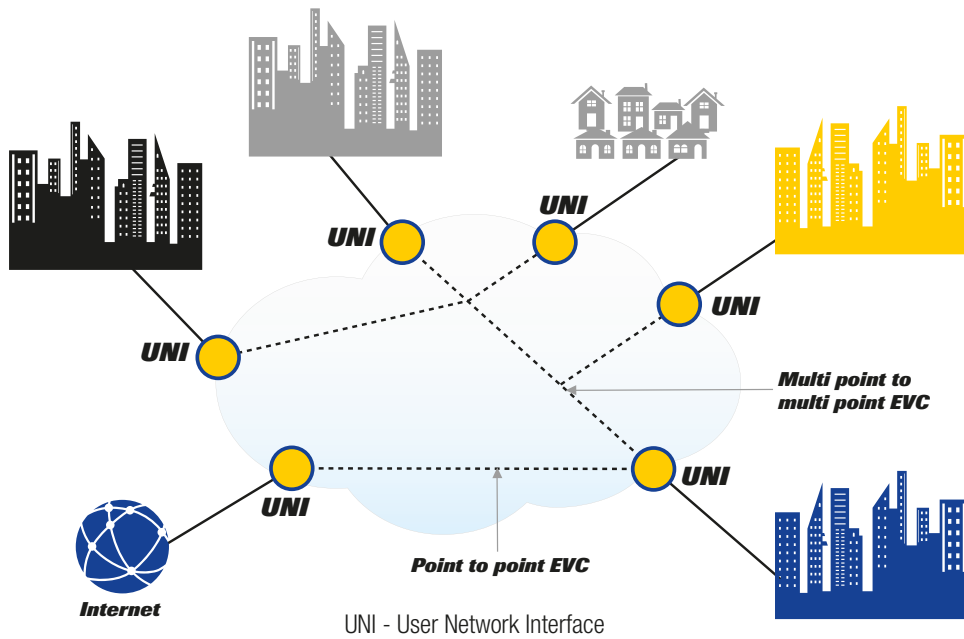 UNI
UNI
UNI
UNI
UNI
Multi point to
multi point EVC
UNI
UNI
Point to point EVC
Internet
UNI - User Network Interface